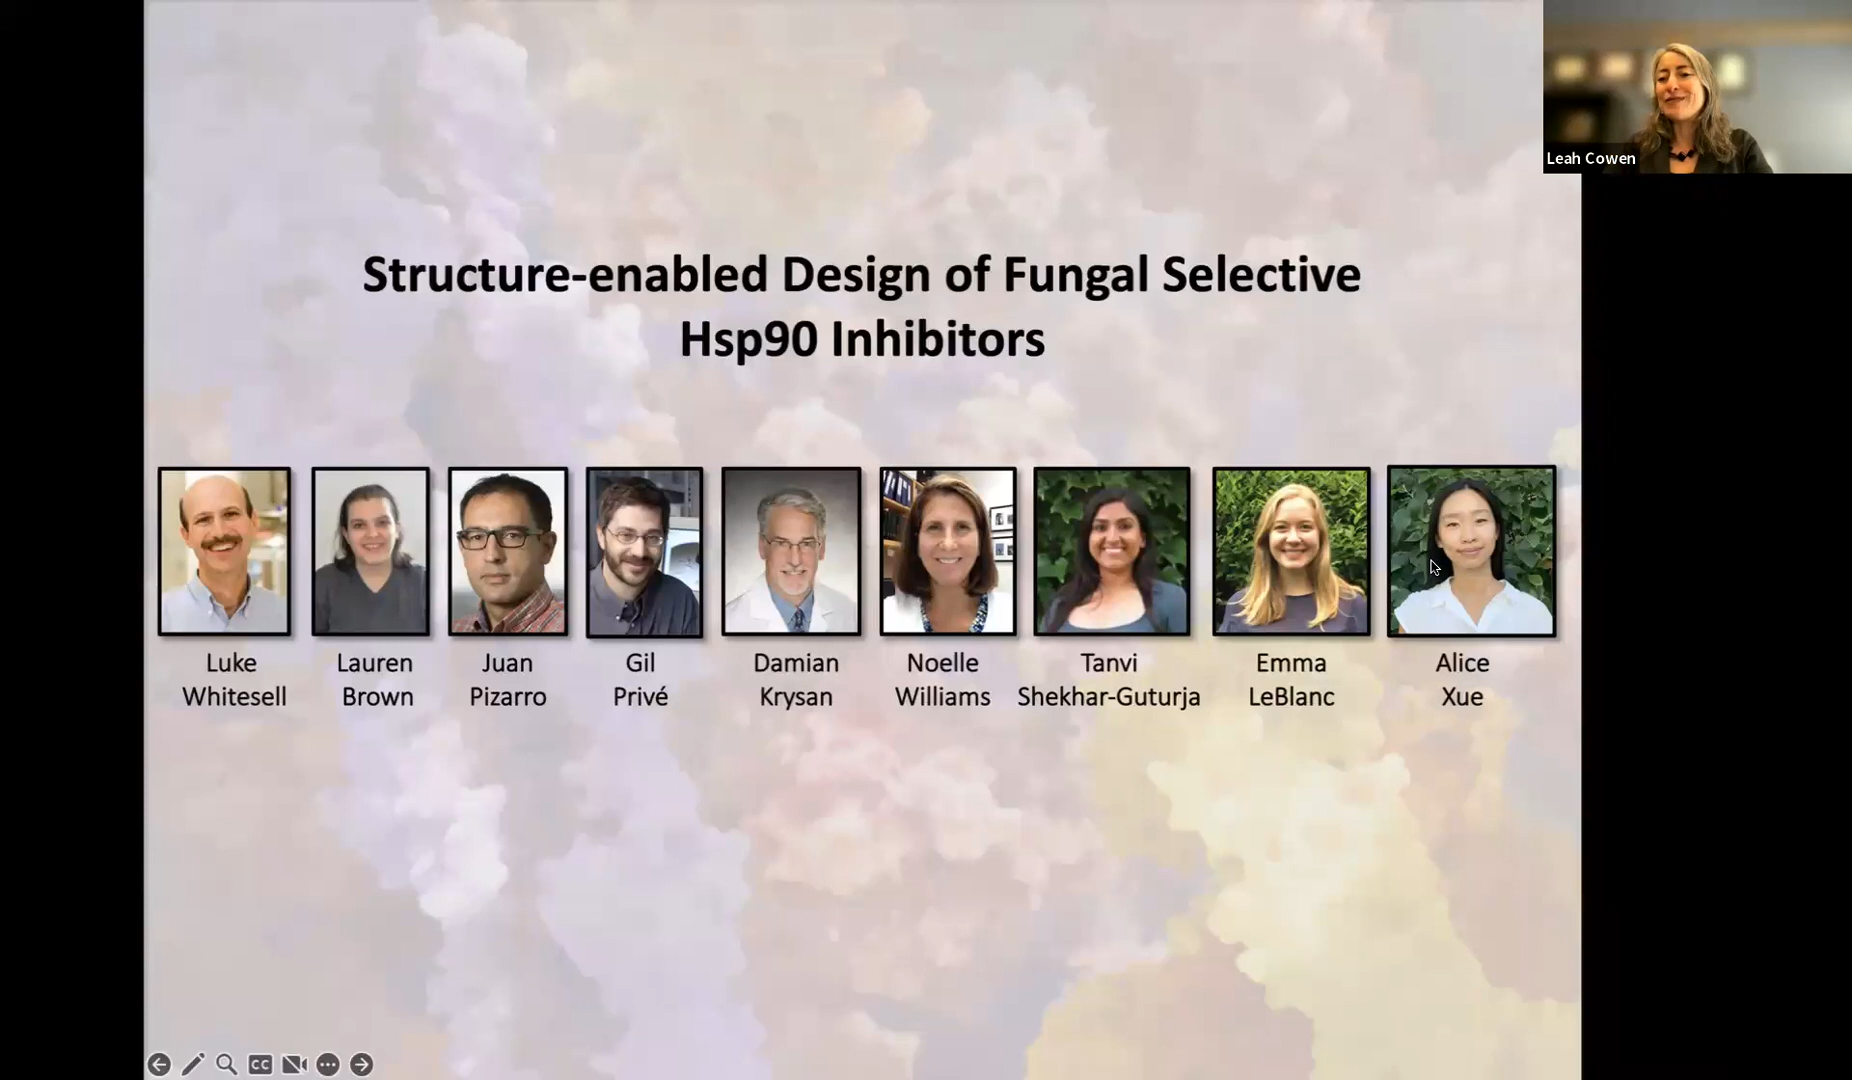 Leah Cowen
Structure-enabled Design of Fungal Selective
Hsp90 Inhibitors
Luke
Whitesell
Lauren
Brown
Juan
Pizarro
Gil
Privé
Damian
Krysan
Noelle
Williams
Tanvi
Shekhar-Guturja
Emma
LeBlanc
Alice
Xue
CC